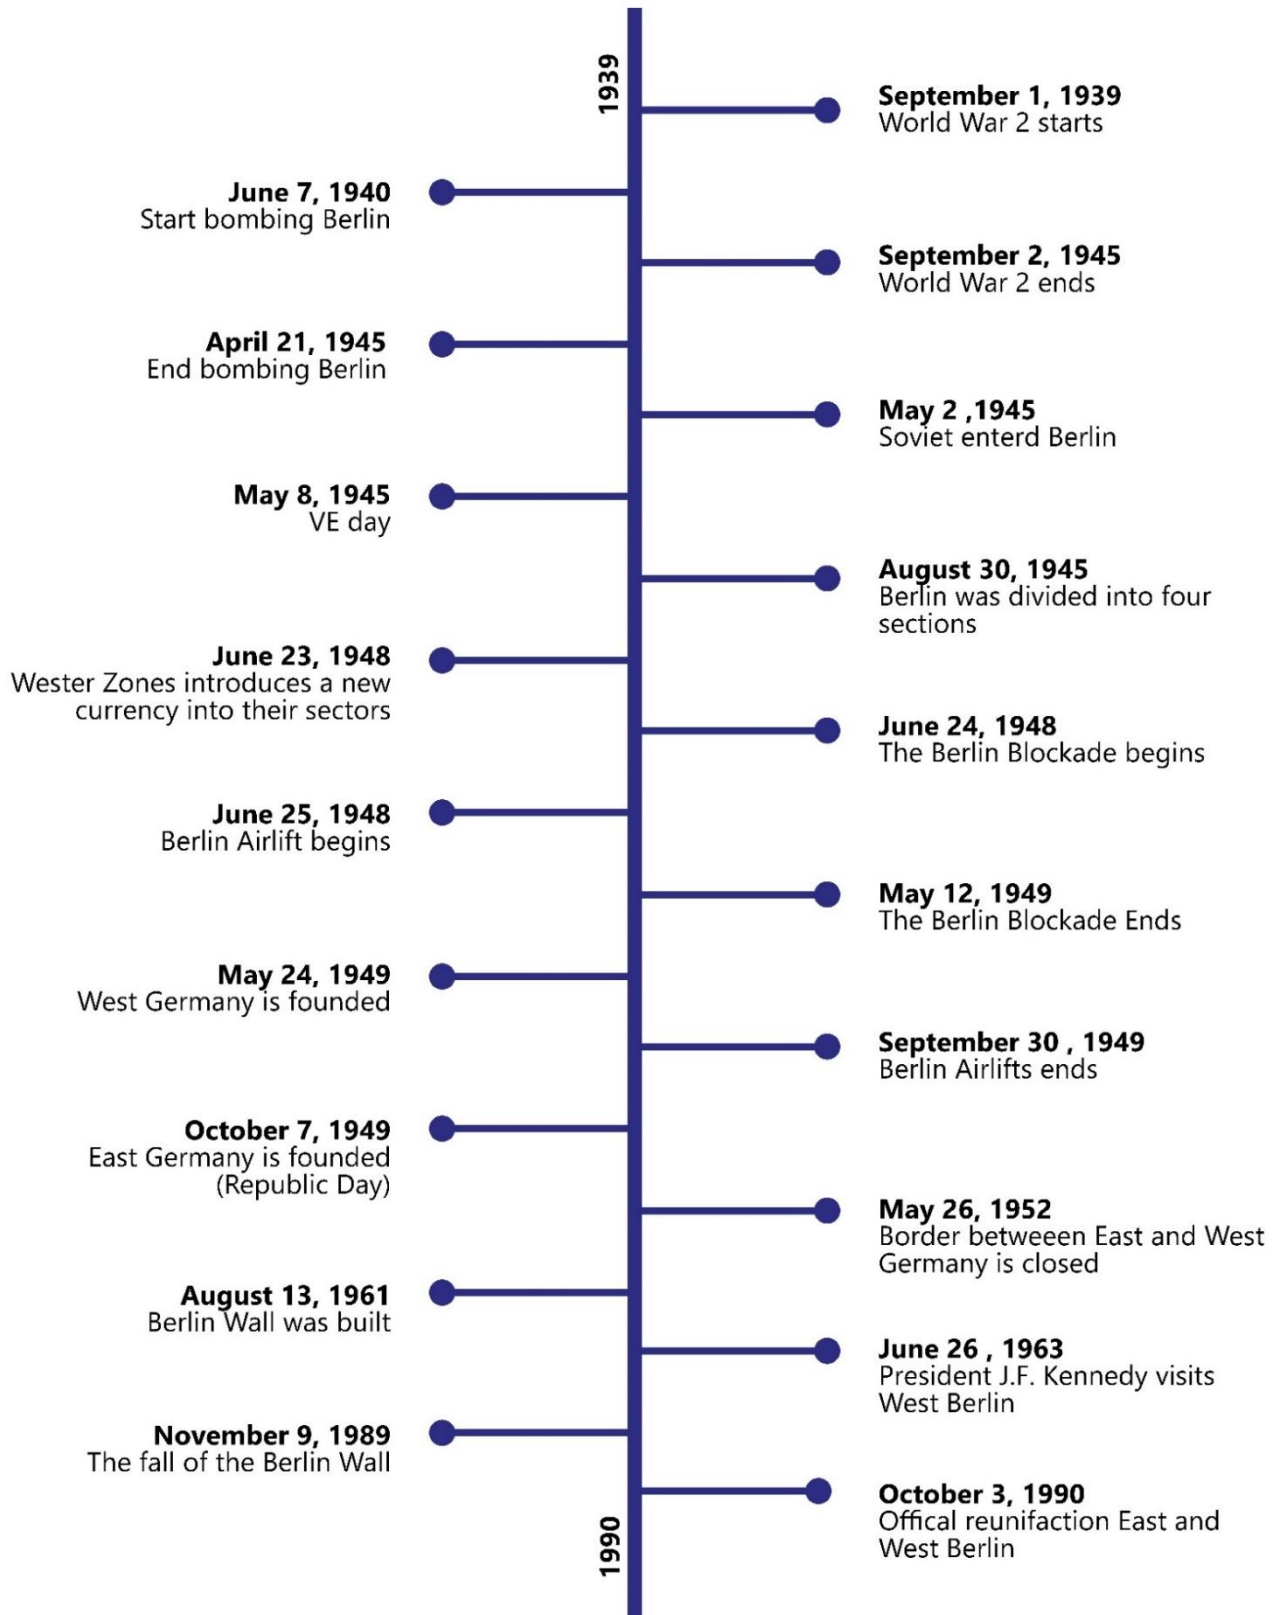 1939
September 1, 1939
World War 2 starts
June 7, 1940
Start bombing Berlin
September 2, 1945
World War 2 ends
April 21, 1945
End bombing Berlin
May 2 ,1945
Soviet enterd Berlin
May 8, 1945
VE day
August 30, 1945
Berlin was divided into four
sections
June 23, 1948
Wester Zones introduces a new
currency into their sectors
June 24, 1948
The Berlin Blockade begins
June 25, 1948
Berlin Airlift begins
May 12, 1949
The Berlin Blockade Ends
May 24, 1949
West Germany is founded
September 30 , 1949
Berlin Airlifts ends
October 7, 1949
East Germany is founded
(Republic Day)
May 26, 1952
Border betweeen East and West
Germany is closed
August 13, 1961
Berlin Wall was built
June 26 , 1963
President J.F. Kennedy visits
West Berlin
November 9, 1989
The fall of the Berlin Wall
October 3, 1990
Offical reunifaction East and
West Berlin
1990